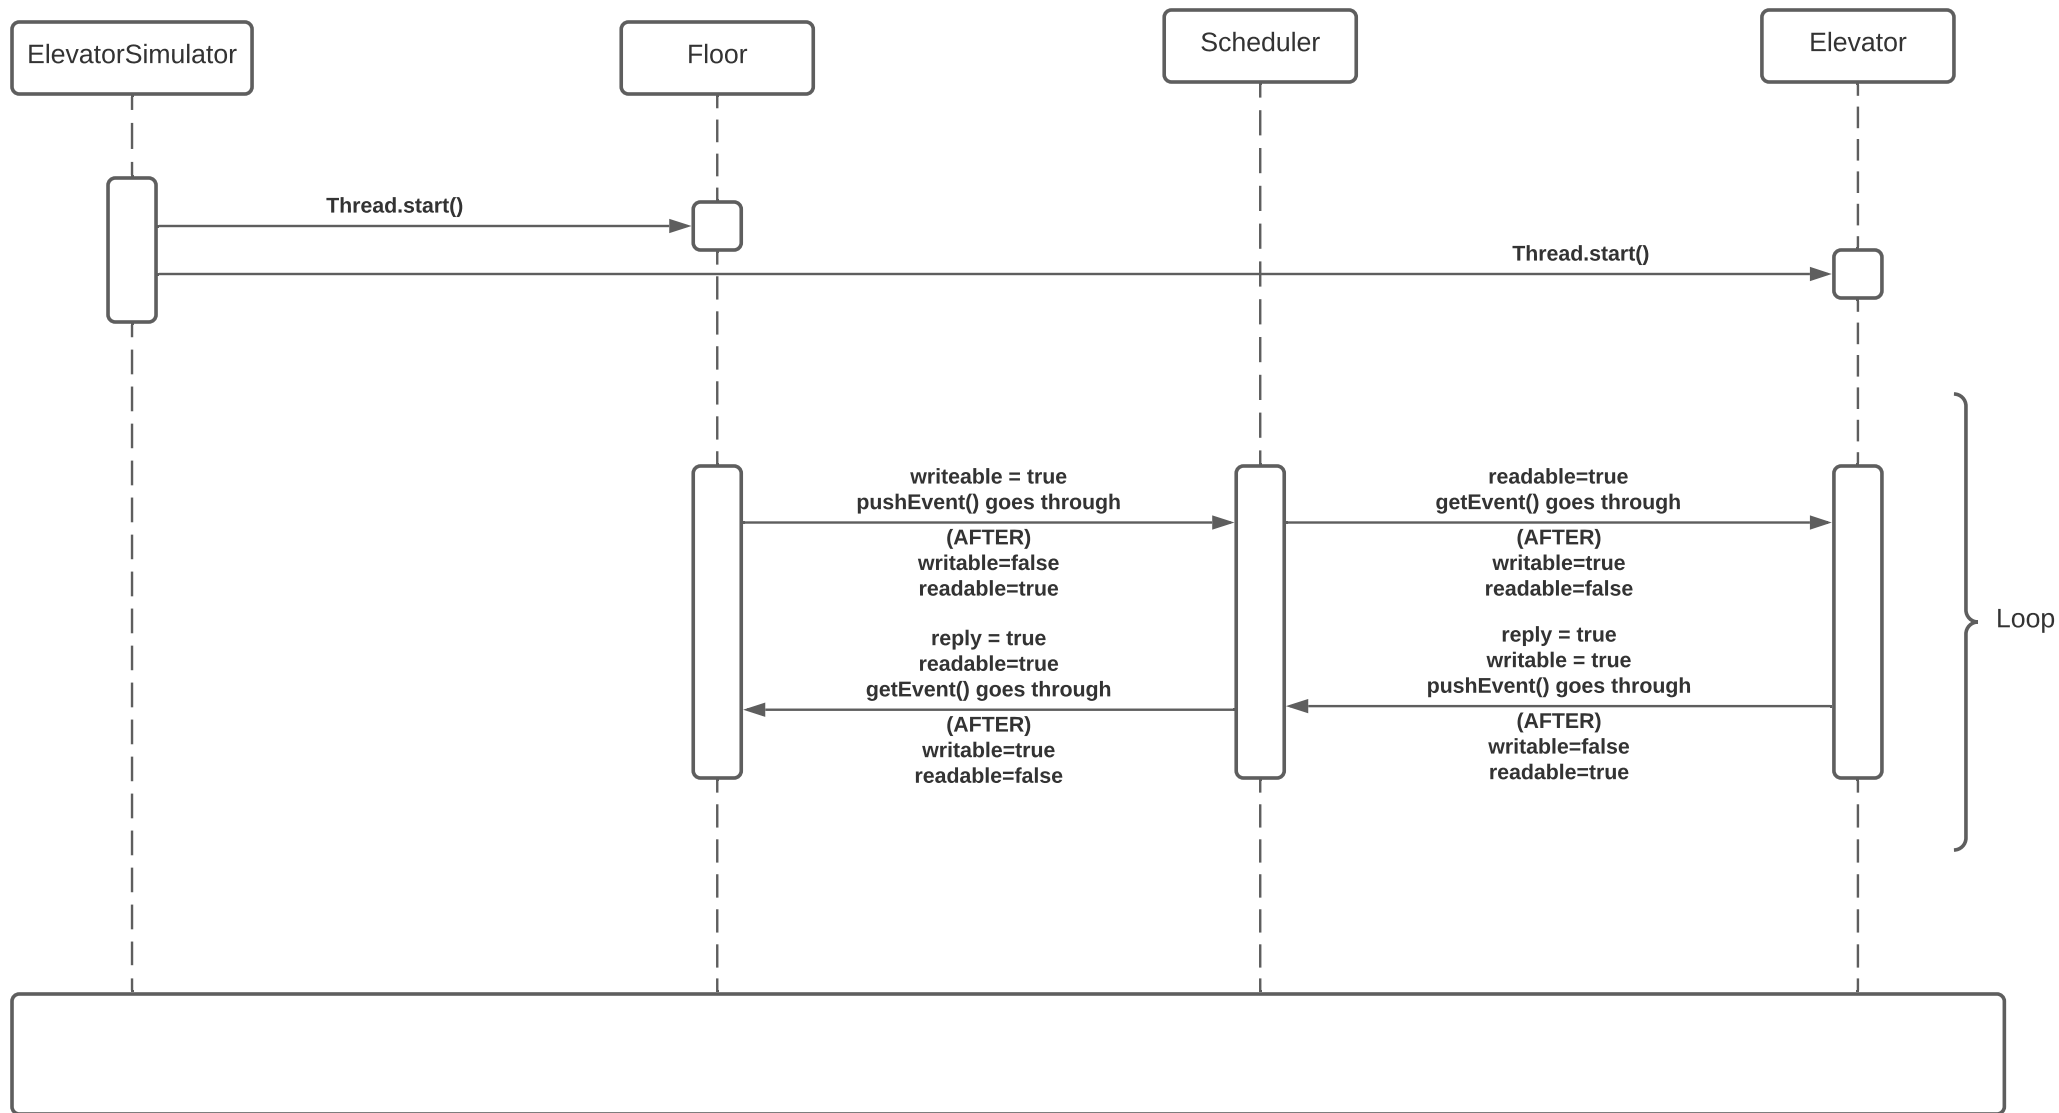 ElevatorSimulator
Floor
Scheduler
Elevator
Thread.start()
Thread.start()
writeable = true
pushEvent() goes through
(AFTER)
writable=false
readable=true
readable=true
getEvent() goes through
(AFTER)
writable=true
readable=false
reply = true
readable=true
getEvent() goes through
(AFTER)
writable=true
readable=false
reply = true
writable = true
pushEvent() goes through
(AFTER)
writable=false
readable=true
Loop